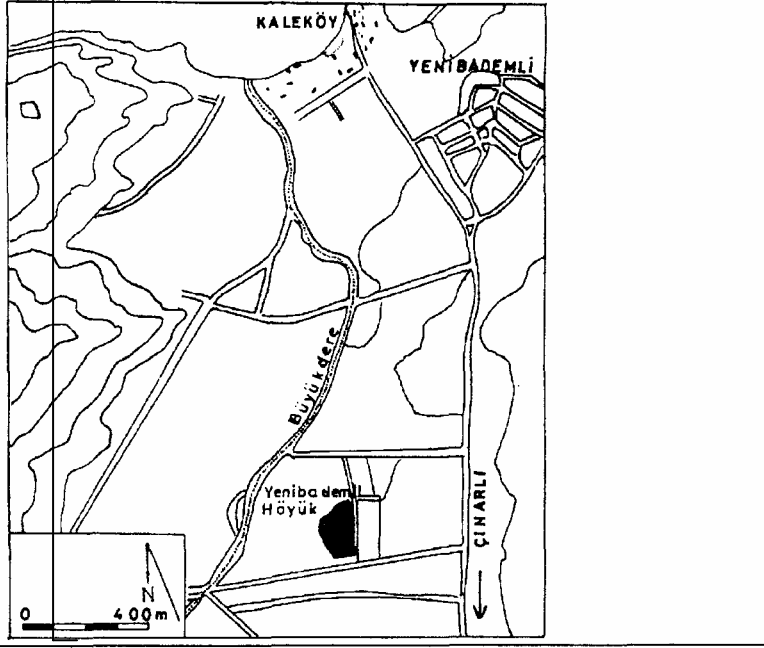 KALEKÖY
YENİBADEMLİ
Büyükdere
Yenibademli
Höyük
ÇINARLI
N
0 400m